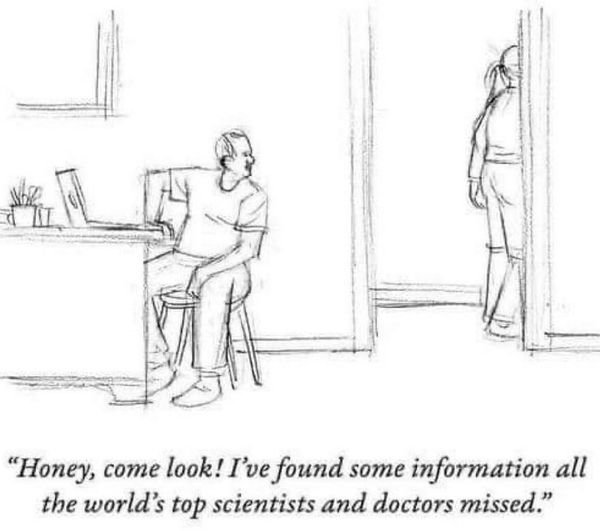 “Honey, come look! I’ve found some information all
the world’s top scientists and doctors missed.”